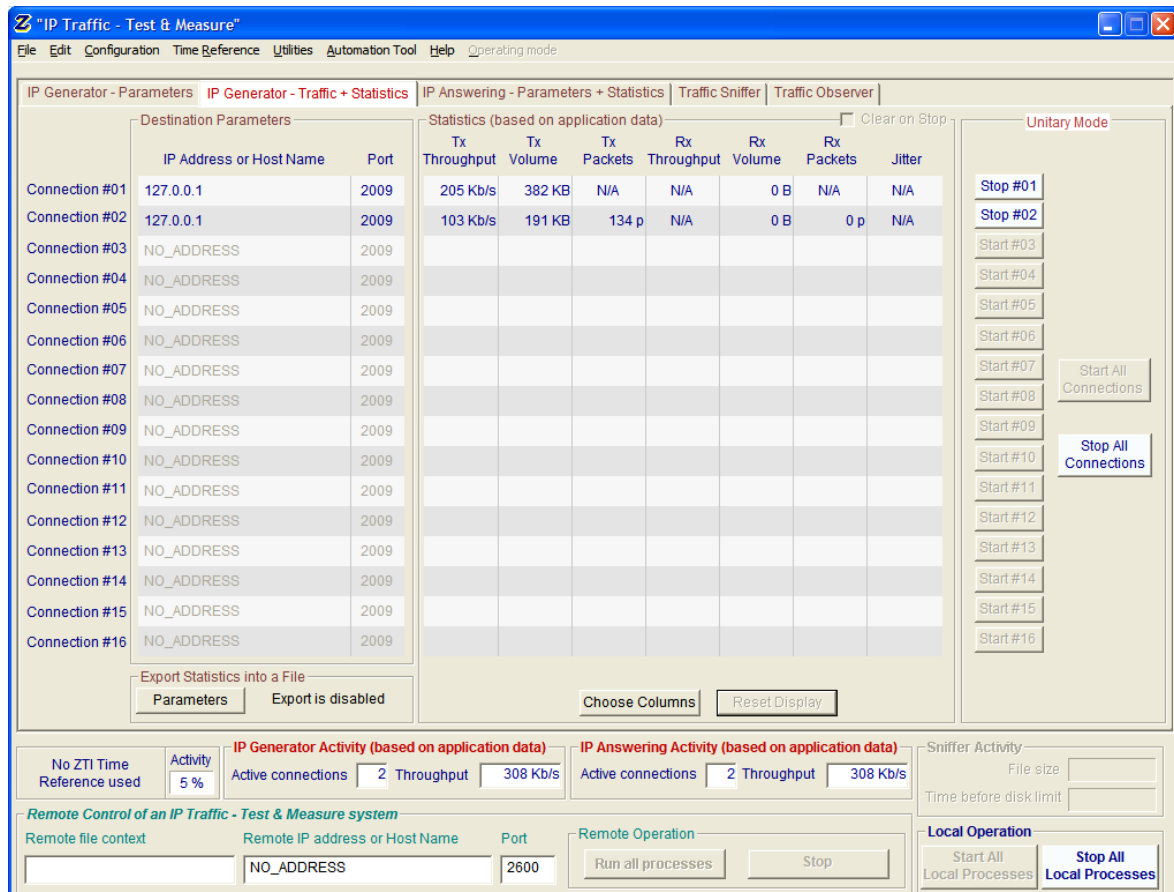 "IP Traffic - Test & Measure"
File Edit Configuration Time Reference Utilities Automation Tool Help Operating mode
IP Generator - Parameters IP Generator - Traffic + Statistics IP Answering - Parameters + Statistics Traffic Sniffer Traffic Observer
Destination Parameters Statistics (based on application data) Clear on Stop Unitary Mode
Tx Tx Tx Rx Rx Rx
IP Address or Host Name Port Throughput Volume Packets Throughput Volume Packets Jitter
Connection #01 127.0.0.1 2009 205 Kb/s 382 KB N/A N/A 0 B N/A N/A Stop #01
Connection #02 127.0.0.1 2009 103 Kb/s 191 KB 134 p N/A 0 B 0 p N/A Stop #02
Connection #03 NO_ADDRESS 2009 Start #03
Connection #04 NO_ADDRESS 2009 Start #04
Connection #05 NO_ADDRESS 2009 Start #05
Connection #06 NO_ADDRESS 2009 Start #06
Connection #07 NO_ADDRESS 2009 Start #07 Start All
Connection #08 NO_ADDRESS 2009 Start #08 Connections
Connection #09 NO_ADDRESS 2009 Start #09
Connection #10 NO_ADDRESS 2009 Start #10 Stop All Connections
Connection #11 NO_ADDRESS 2009 Start #11
Connection #12 NO_ADDRESS 2009 Start #12
Connection #13 NO_ADDRESS 2009 Start #13
Connection #14 NO_ADDRESS 2009 Start #14
Connection #15 NO_ADDRESS 2009 Start #15
Connection #16 NO_ADDRESS 2009 Start #16
Export Statistics into a File
Parameters Export is disabled Choose Columns Reset Display
No ZTI Time Reference used Activity 5 %
IP Generator Activity (based on application data)
Active connections 2 Throughput 308 Kb/s
IP Answering Activity (based on application data)
Active connections 2 Throughput 308 Kb/s
Sniffer Activity
File size
Time before disk limit
Remote Control of an IP Traffic - Test & Measure system
Remote file context Remote IP address or Host Name Port
NO_ADDRESS 2600
Remote Operation
Run all processes Stop
Local Operation
Start All Local Processes Stop All Local Processes